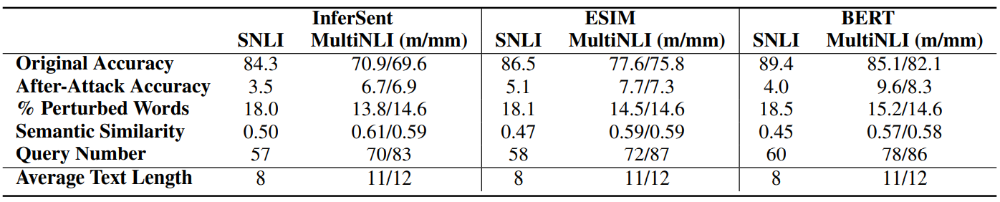 InferSent ESIM BERT
SNLI MultiNLI (m/mm) SNLI MultiNLI (m/mm) SNLI MultiNLI (m/mm)
Original Accuracy 84.3 70.9/69.6 86.5 77.6/75.8 89.4 85.1/82.1
After-Attack Accuracy 3.5 6.7/6.9 5.1 7.7/7.3 4.0 9.6/8.3
% Perturbed Words 18.0 13.8/14.6 18.1 14.5/14.6 18.5 15.2/14.6
Semantic Similarity 0.50 0.61/0.59 0.47 0.59/0.59 0.45 0.57/0.58
Query Number 57 70/83 58 72/87 60 78/86
Average Text Length 8 11/12 8 11/12 8 11/12